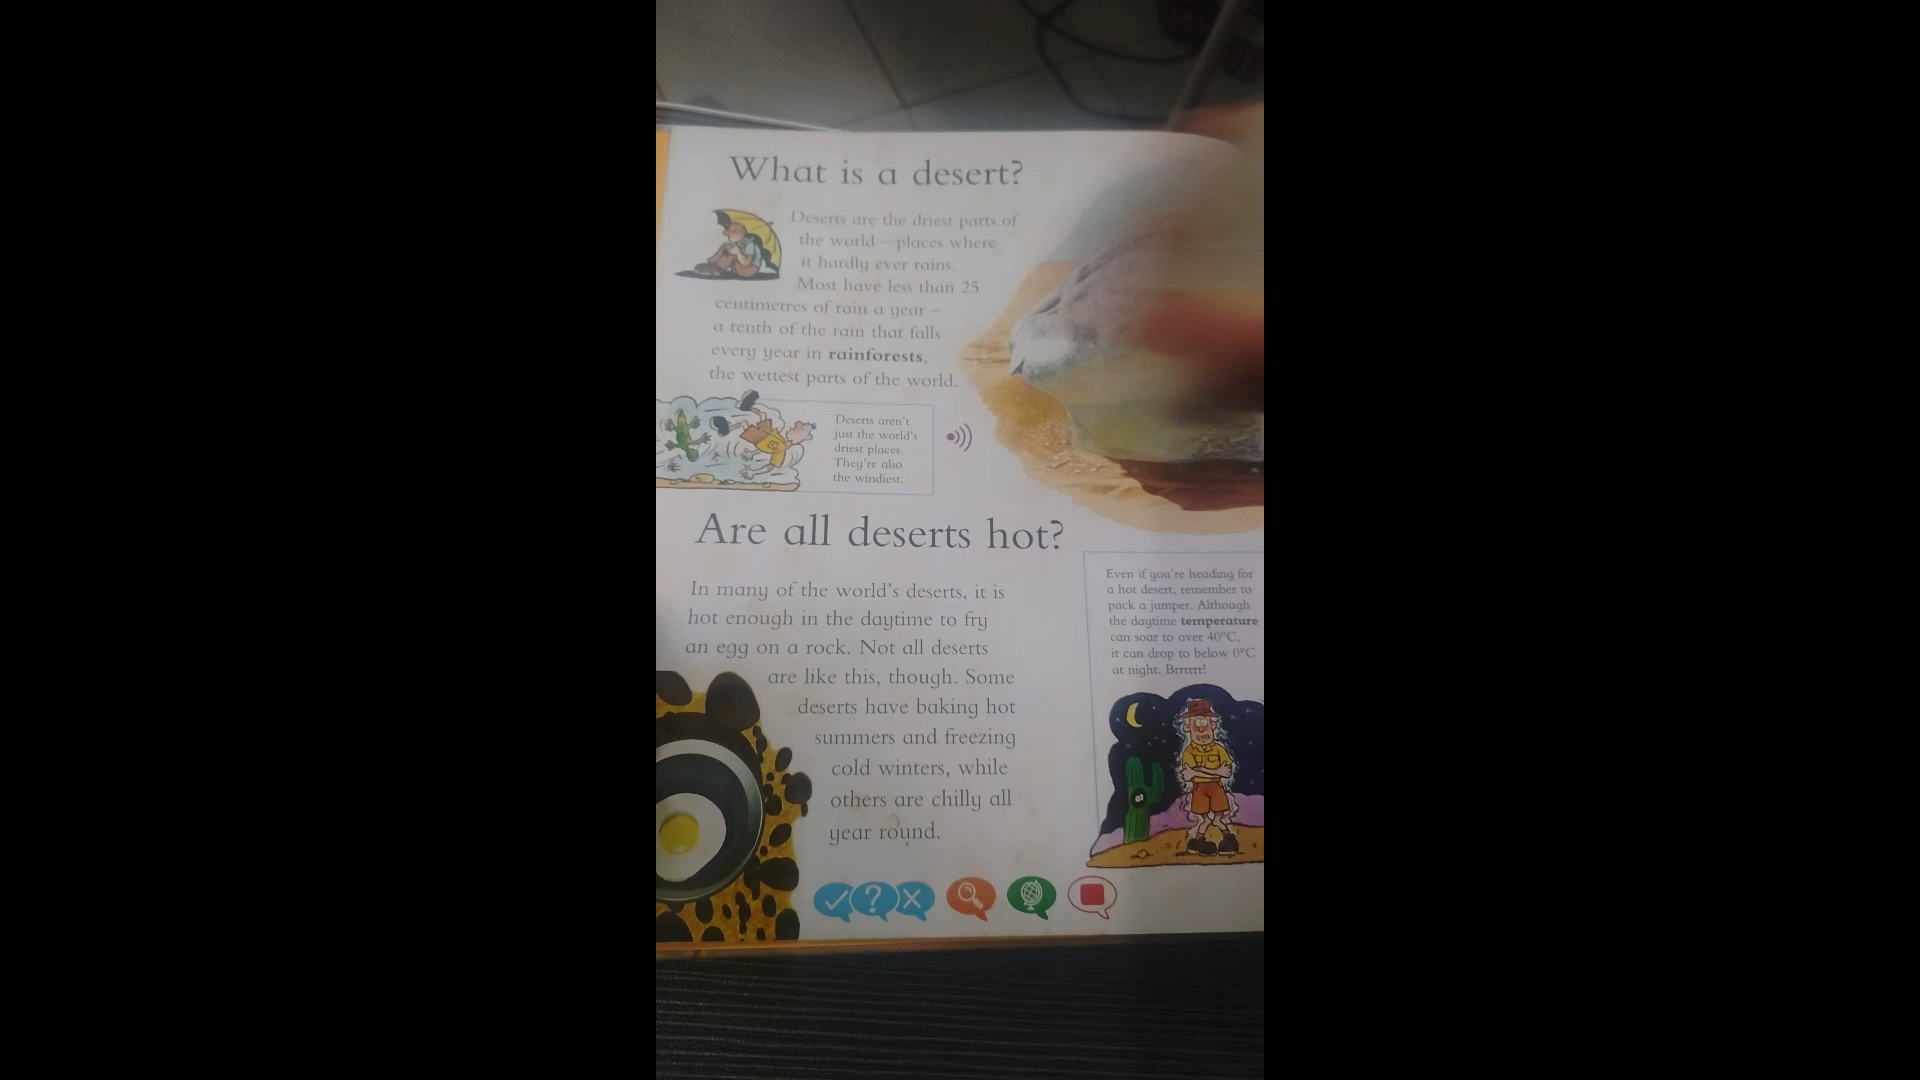 What is a desert?
Deserts are the driest parts of
the world – places where
it hardly ever rains.
Most have less than 25
centimetres of rain a year –
a tenth of the rain that falls
every year in rainforests,
the wettest parts of the world.
Deserts aren't
just the world's
driest places.
They're also
the windiest.
Are all deserts hot?
In many of the world's deserts, it is
hot enough in the daytime to fry
an egg on a rock. Not all deserts
are like this, though. Some
deserts have baking hot
summers and freezing
cold winters, while
others are chilly all
year round.
Even if you're heading for
a hot desert, remember to
pack a jumper. Although
the daytime temperature
can soar to over 40°C,
it can drop to below 0°C
at night. Brrrrrr!